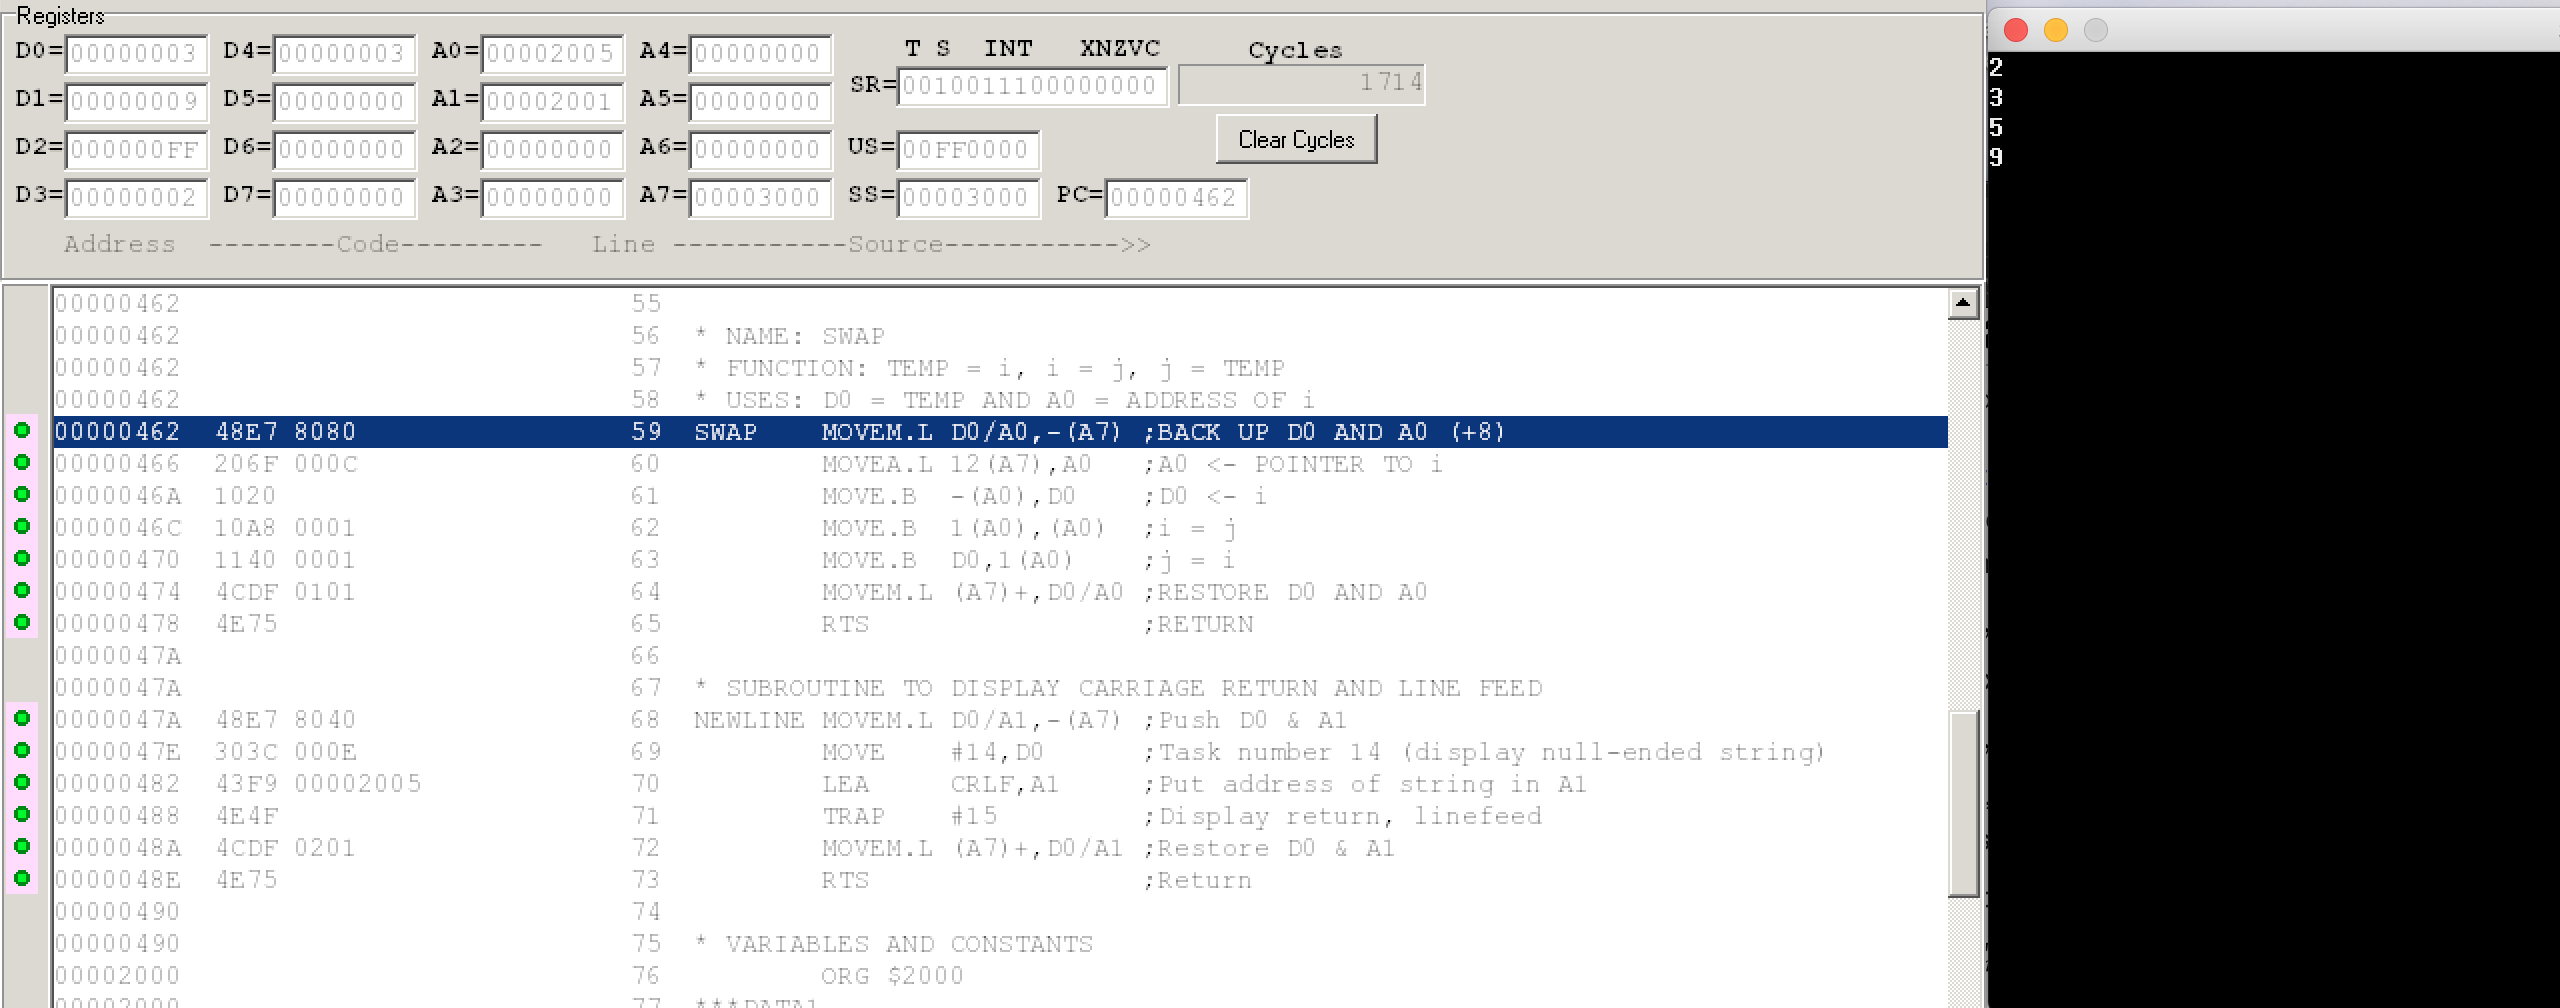 Registers
T S INT XNZVC Cycles
D0= 00000003 D4= 00000003 A0= 00002005 A4= 00000000 SR= 0010011100000000 1714
D1= 00000009 D5= 00000000 A1= 00002001 A5= 00000000
Clear Cycles
D2= 000000FF D6= 00000000 A2= 00000000 A6= 00000000 US= 00FF0000
D3= 00000002 D7= 00000000 A3= 00000000 A7= 00003000 SS= 00003000 PC= 00000462
Address --------Code--------- Line -----------Source----------->>
00000462 55
00000462 56 * NAME: SWAP
00000462 57 * FUNCTION: TEMP = i, i = j, j = TEMP
00000462 58 * USES: D0 = TEMP AND A0 = ADDRESS OF i
00000462 48E7 8080 59 SWAP MOVEM.L D0/A0,-(A7) ;BACK UP D0 AND A0 (+8)
00000466 206F 000C 60 MOVEA.L 12(A7),A0 ;A0 <- POINTER TO i
0000046A 1020 61 MOVE.B -(A0),D0 ;D0 <- i
0000046C 10A8 0001 62 MOVE.B 1(A0),(A0) ;i = j
00000470 1140 0001 63 MOVE.B D0,1(A0) ;j = i
00000474 4CDF 0101 64 MOVEM.L (A7)+,D0/A0 ;RESTORE D0 AND A0
00000478 4E75 65 RTS ;RETURN
0000047A 66
0000047A 67 * SUBROUTINE TO DISPLAY CARRIAGE RETURN AND LINE FEED
0000047A 48E7 8040 68 NEWLINE MOVEM.L D0/A1,-(A7) ;Push D0 & A1
0000047E 303C 000E 69 MOVE #14,D0 ;Task number 14 (display null-ended string)
00000482 43F9 00002005 70 LEA CRLF,A1 ;Put address of string in A1
00000488 4E4F 71 TRAP #15 ;Display return, linefeed
0000048A 4CDF 0201 72 MOVEM.L (A7)+,D0/A1 ;Restore D0 & A1
0000048E 4E75 73 RTS ;Return
00000490 74
00000490 75 * VARIABLES AND CONSTANTS
00002000 76 ORG $2000
00002000 77 ***DATA1
2
3
5
9